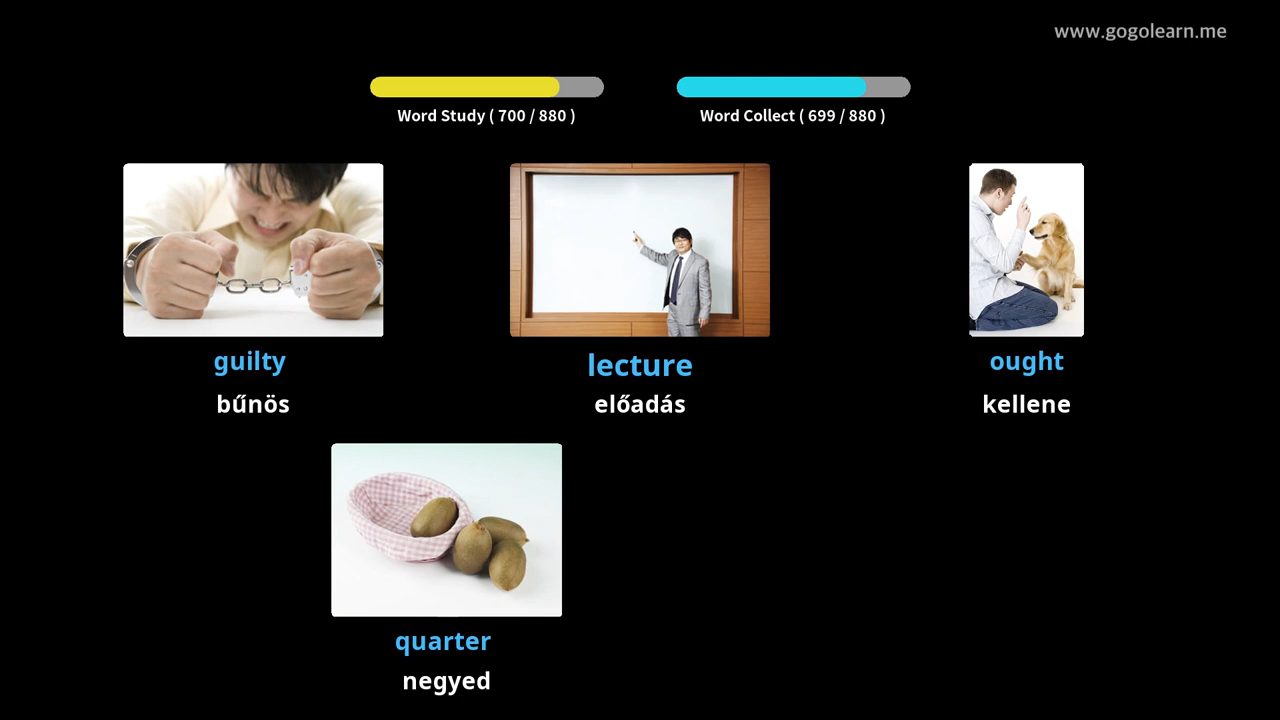 www.gogolearn.me
Word Study ( 700 / 880 )
Word Collect ( 699 / 880 )
guilty
bűnös
lecture
előadás
ought
kellene
quarter
negyed